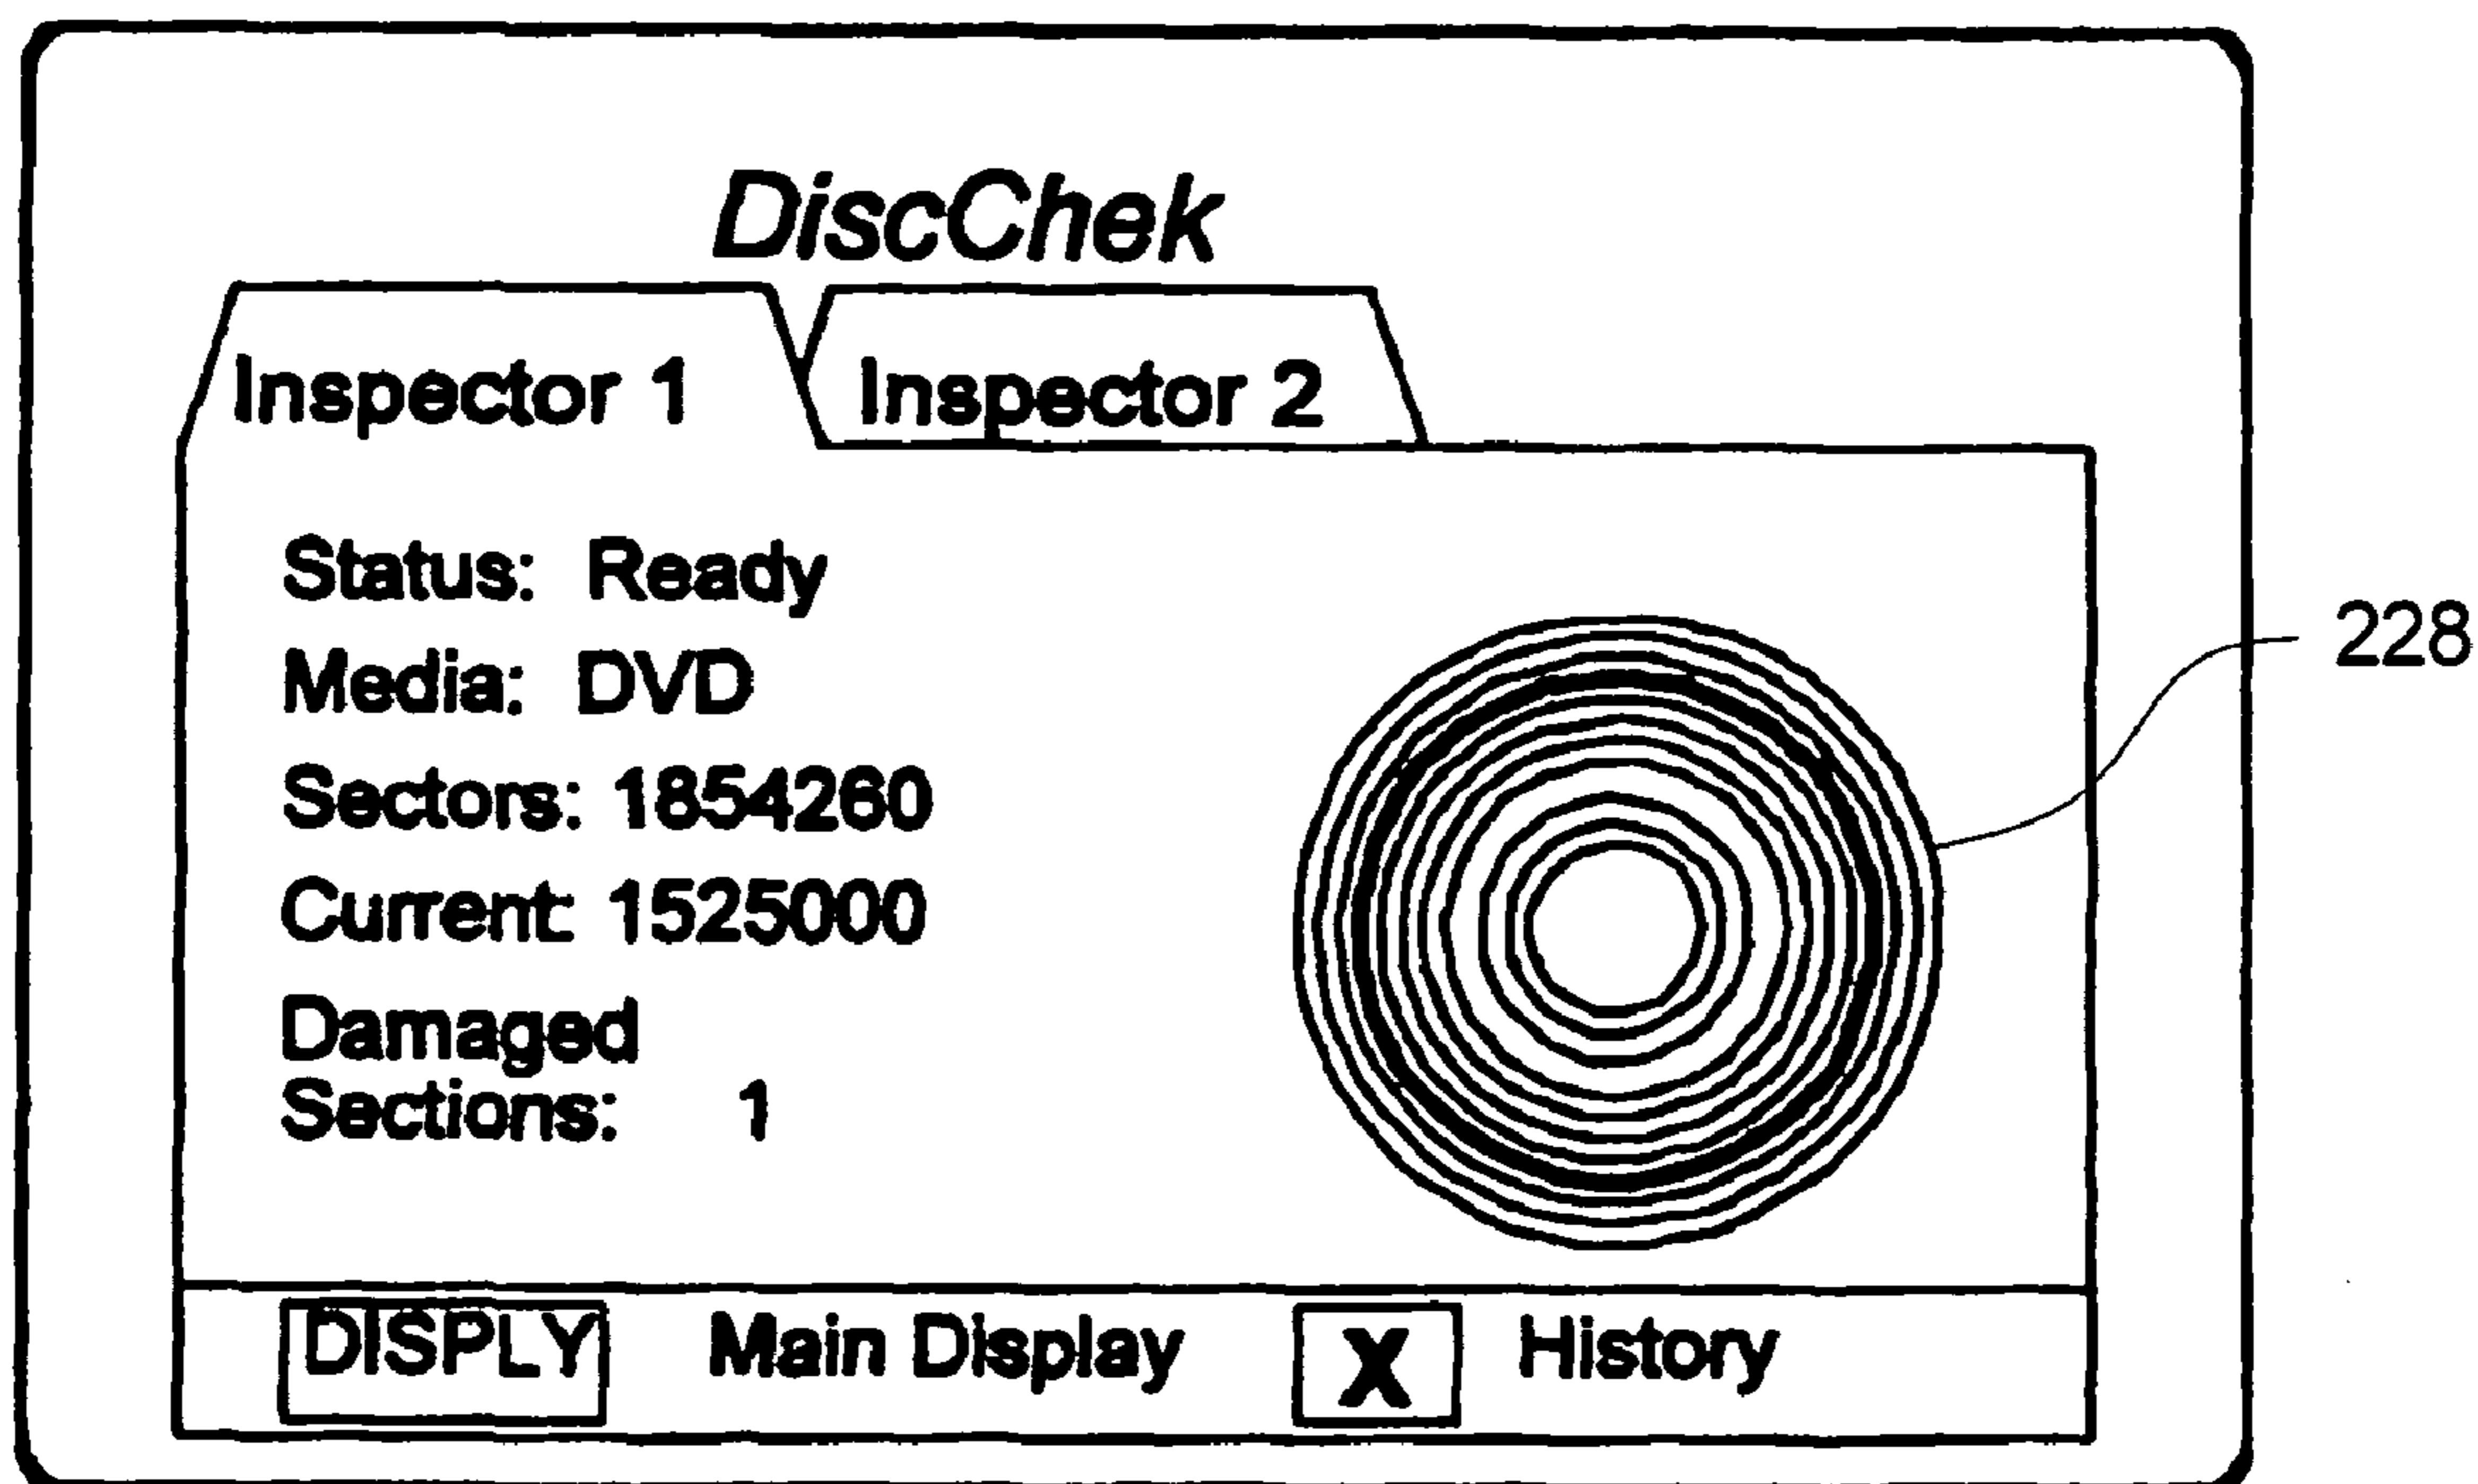 DiscChek
Inspector 1 Inspector 2
Status: Ready
Media: DVD
228
Sectors: 1854260
Current: 1525000
Damaged
Sections: 1
DISPLY Main Display X History